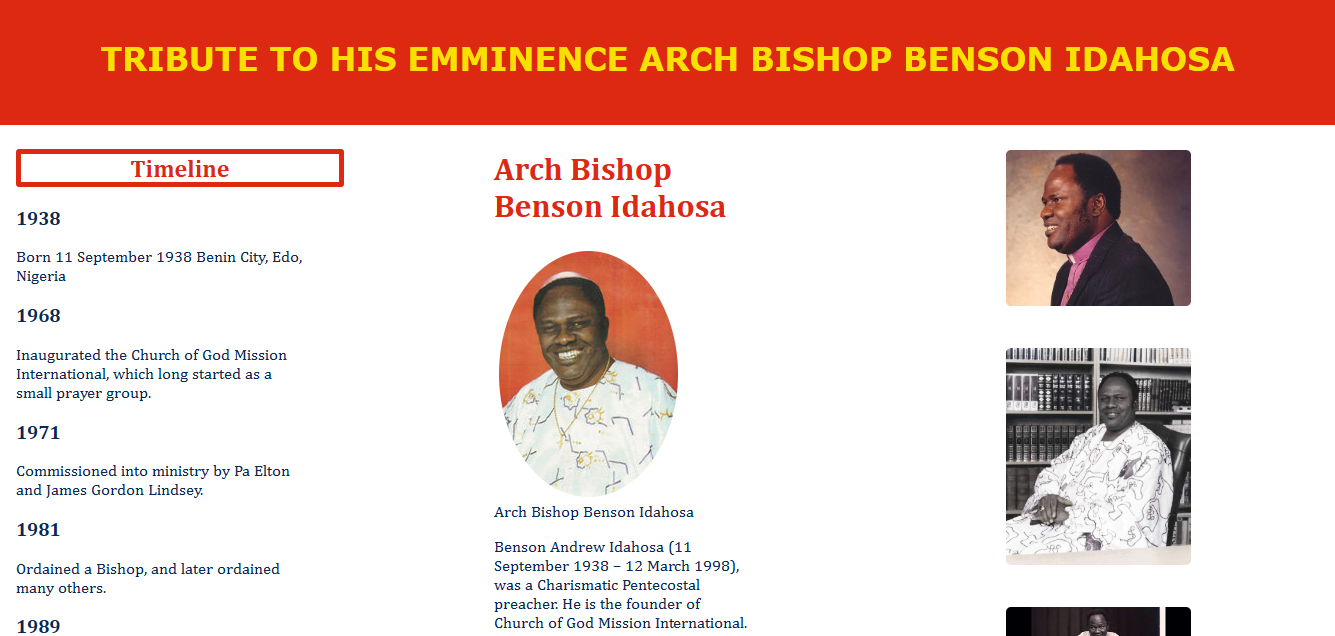 TRIBUTE TO HIS EMMINENCE ARCH BISHOP BENSON IDAHOSA
Timeline
1938
Born 11 September 1938 Benin City, Edo,
Nigeria
1968
Inaugurated the Church of God Mission
International, which long started as a
small prayer group.
1971
Commissioned into ministry by Pa Elton
and James Gordon Lindsey.
1981
Ordained a Bishop, and later ordained
many others.
1989
Arch Bishop
Benson Idahosa
Arch Bishop Benson Idahosa
Benson Andrew Idahosa (11
September 1938 – 12 March 1998),
was a Charismatic Pentecostal
preacher. He is the founder of
Church of God Mission International.